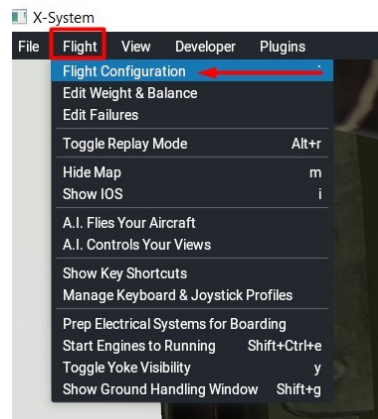 X-System
File Flight View Developer Plugins
Flight Configuration `
Edit Weight & Balance
Edit Failures
Toggle Replay Mode Alt+r
Hide Map m
Show IOS i
A.I. Flies Your Aircraft
A.I. Controls Your Views
Show Key Shortcuts
Manage Keyboard & Joystick Profiles
Prep Electrical Systems for Boarding
Start Engines to Running Shift+Ctrl+e
Toggle Yoke Visibility y
Show Ground Handling Window Shift+g